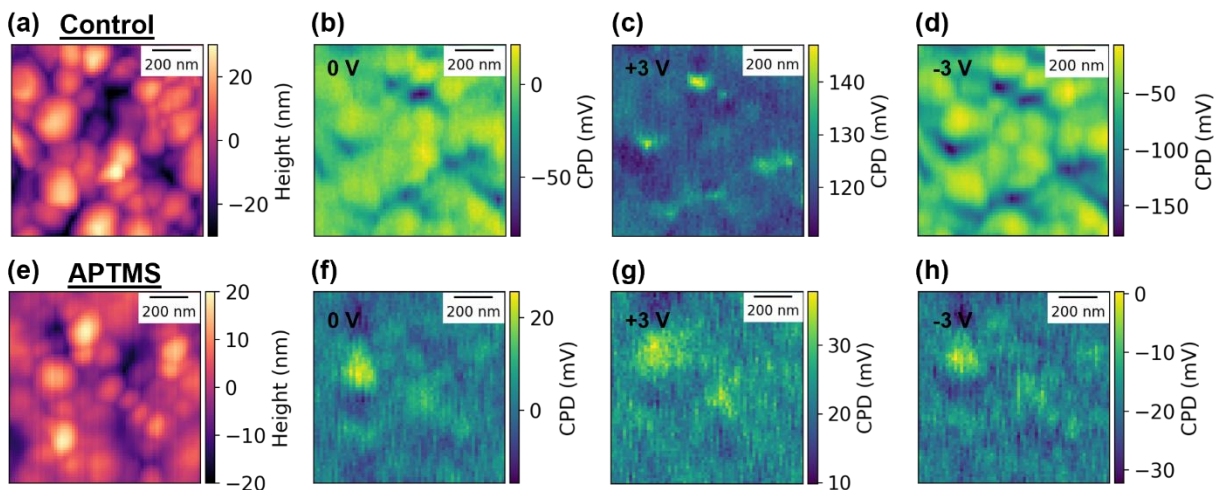 (a) Control
200 nm
20
0
−20
Height (nm)
(b)
0 V
200 nm
0
−50
CPD (mV)
(c)
+3 V
200 nm
140
130
120
CPD (mV)
(d)
-3 V
200 nm
−50
−100
−150
CPD (mV)
(e) APTMS
200 nm
20
10
0
−10
−20
Height (nm)
(f)
0 V
200 nm
20
0
CPD (mV)
(g)
+3 V
200 nm
30
20
10
CPD (mV)
(h)
-3 V
200 nm
0
−10
−20
−30
CPD (mV)